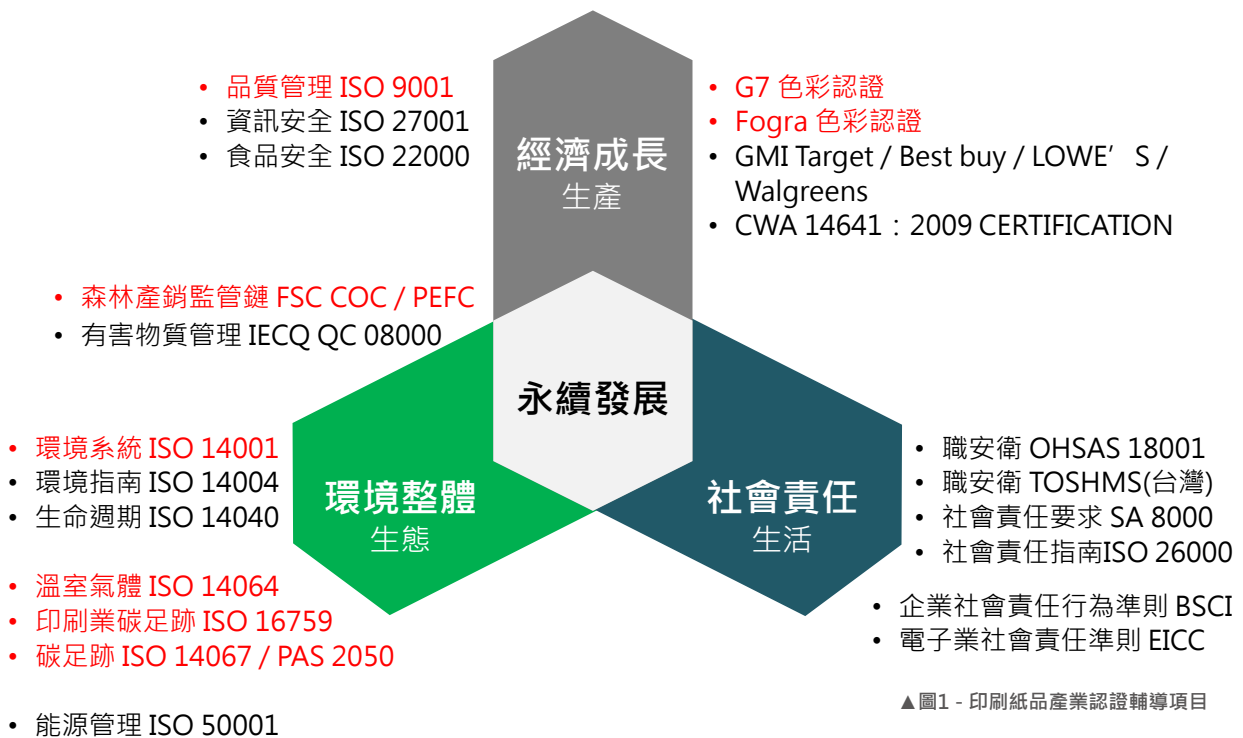 • 品質管理 ISO 9001
• 資訊安全 ISO 27001
• 食品安全 ISO 22000
經濟成長
生產
• G7 色彩認證
• Fogra 色彩認證
• GMI Target / Best buy / LOWE’S /
Walgreens
• CWA 14641：2009 CERTIFICATION
• 森林產銷監管鏈 FSC COC / PEFC
• 有害物質管理 IECQ QC 08000
永續發展
• 環境系統 ISO 14001
• 環境指南 ISO 14004
• 生命週期 ISO 14040
環境整體
生態
• 溫室氣體 ISO 14064
• 印刷業碳足跡 ISO 16759
• 碳足跡 ISO 14067 / PAS 2050
• 能源管理 ISO 50001
社會責任
生活
• 職安衛 OHSAS 18001
• 職安衛 TOSHMS(台灣)
• 社會責任要求 SA 8000
• 社會責任指南ISO 26000
• 企業社會責任行為準則 BSCI
• 電子業社會責任準則 EICC
▲圖1 - 印刷紙品產業認證輔導項目